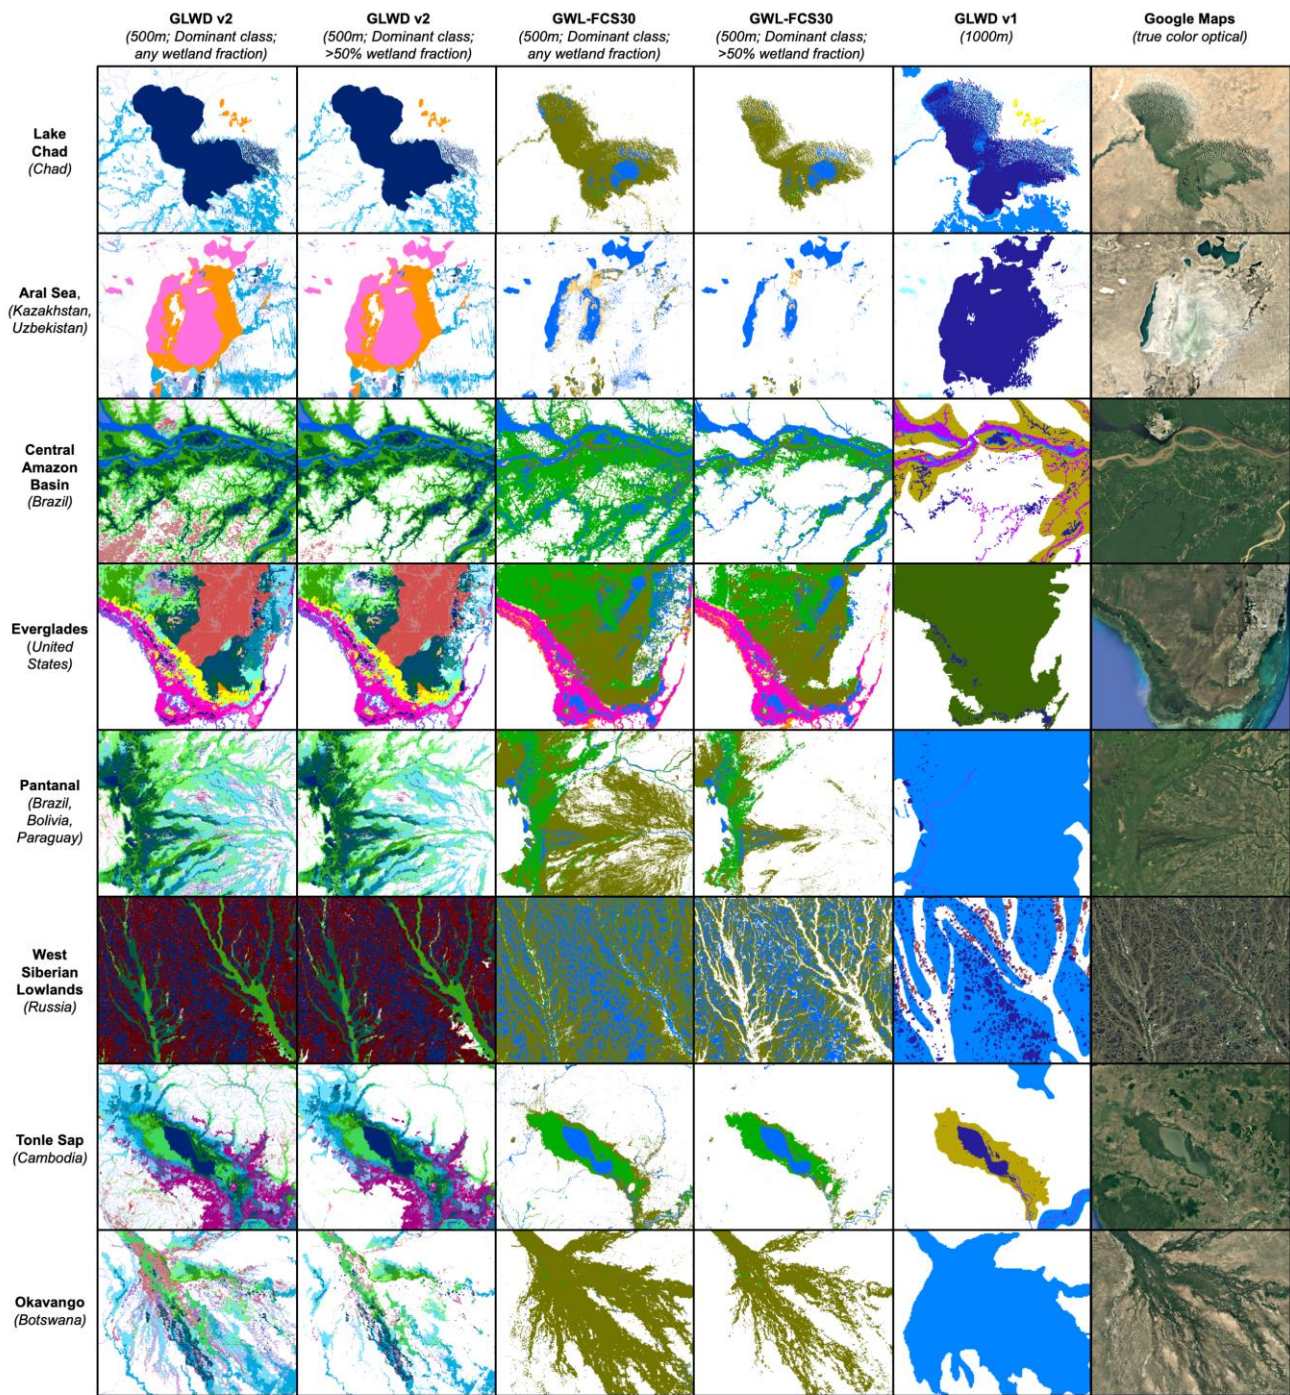 GLWD v2
(500m; Dominant class;
any wetland fraction)
GLWD v2
(500m; Dominant class;
>50% wetland fraction)
GWL-FCS30
(500m; Dominant class;
any wetland fraction)
GWL-FCS30
(500m; Dominant class;
>50% wetland fraction)
GLWD v1
(1000m)
Google Maps
(true color optical)
Lake
Chad
(Chad)
Aral Sea,
(Kazakhstan,
Uzbekistan)
Central
Amazon
Basin
(Brazil)
Everglades
(United
States)
Pantanal
(Brazil,
Bolivia,
Paraguay)
West
Siberian
Lowlands
(Russia)
Tonle Sap
(Cambodia)
Okavango
(Botswana)